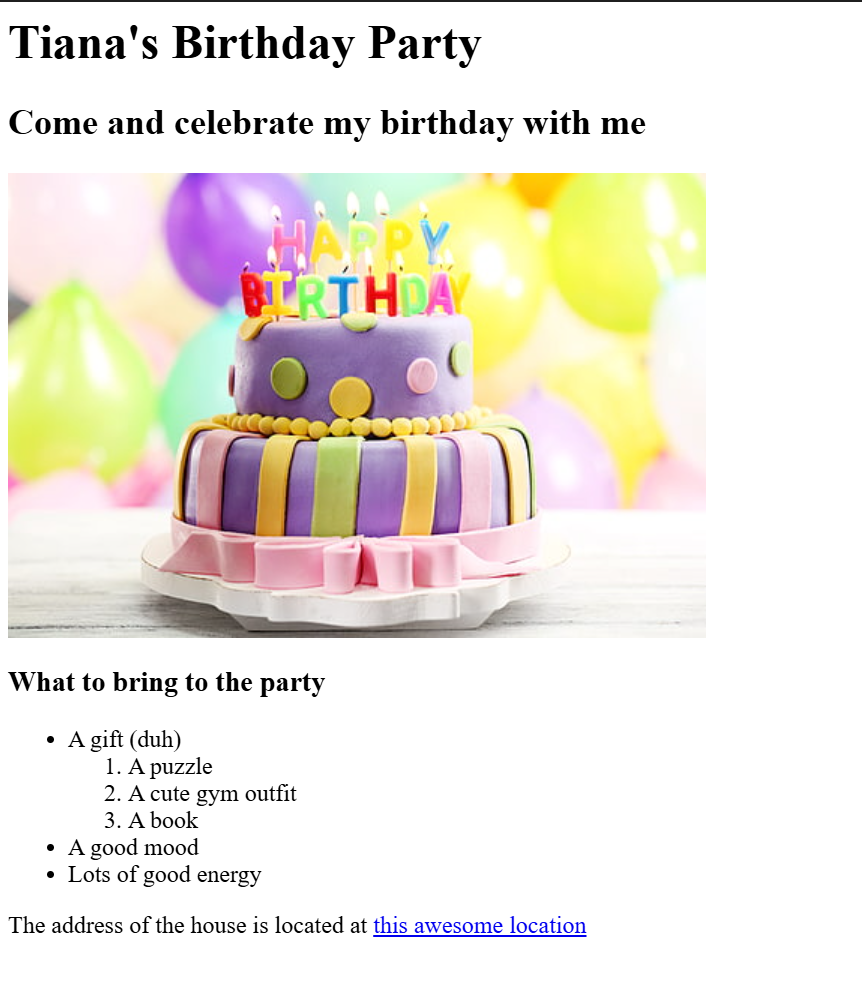 Tiana's Birthday Party
Come and celebrate my birthday with me
HAPPY
BIRTHDAY
What to bring to the party
• A gift (duh)
1. A puzzle
2. A cute gym outfit
3. A book
• A good mood
• Lots of good energy
The address of the house is located at this awesome location